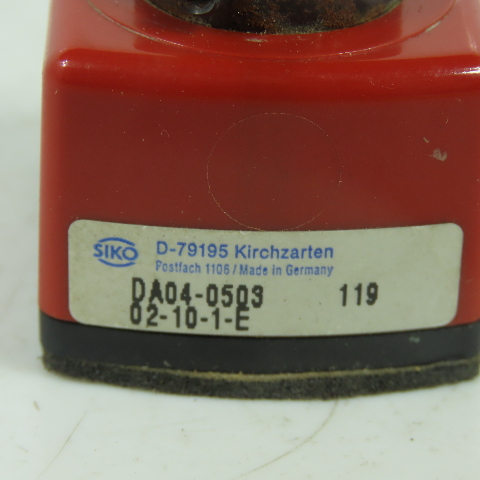 SIKO
D-79195 Kirchzarten
Postfach 1106 / Made in Germany
DA04-0503 119
02-10-1-E